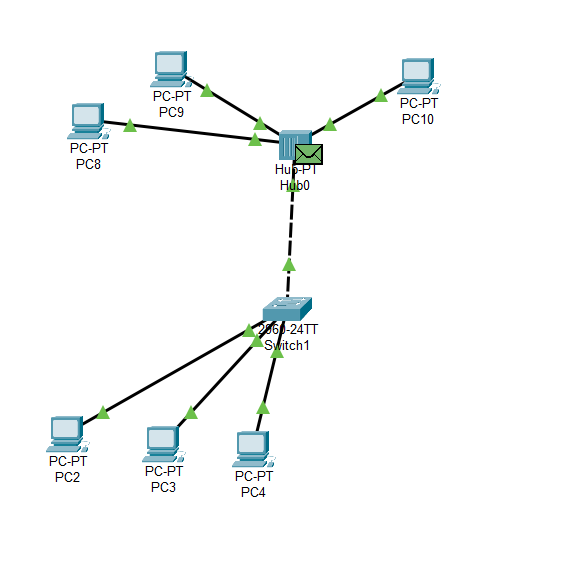 PC-PT
PC9
PC-PT
PC10
PC-PT
PC8
Hub-PT
Hub0
2960-24TT
Switch1
PC-PT
PC2
PC-PT
PC3
PC-PT
PC4